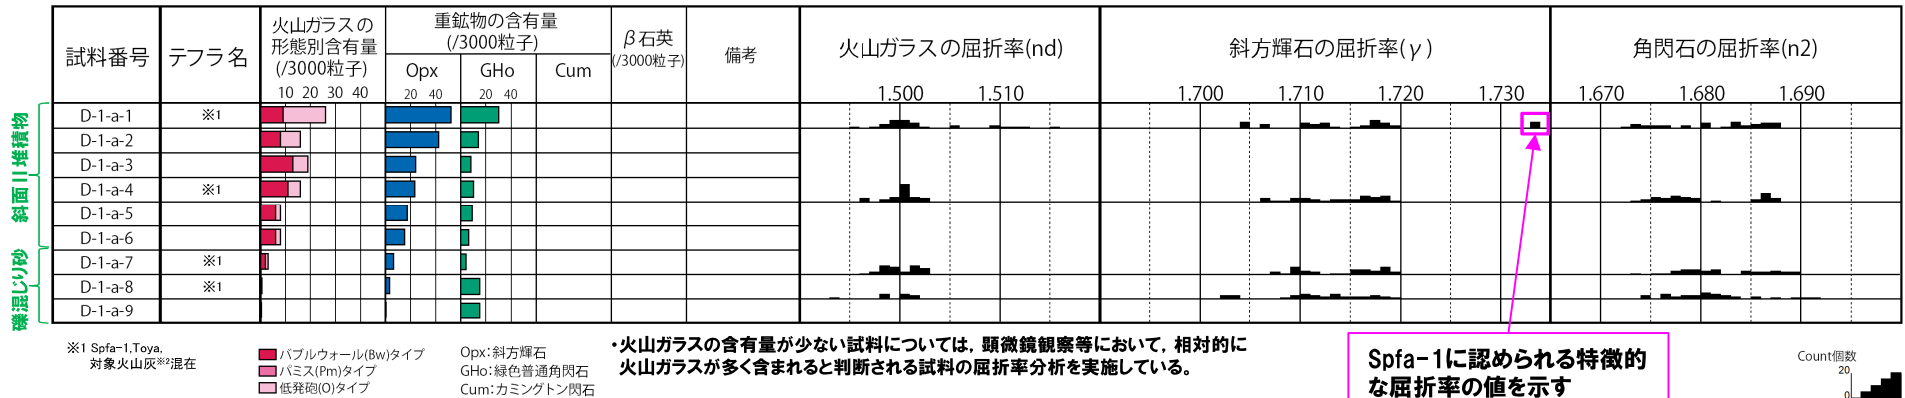 試料番号
テフラ名
火山ガラスの
形態別含有量
(/3000粒子)
10 20 30 40
重鉱物の含有量
(/3000粒子)
Opx
GHo
Cum
20 40
20 40
β石英
(/3000粒子)
備考
火山ガラスの屈折率(nd)
1.500 1.510
斜方輝石の屈折率(γ)
1.700 1.710 1.720 1.730
角閃石の屈折率(n2)
1.670 1.680 1.690
斜面堆積物
礫混じり砂
D-1-a-1 ※1
D-1-a-2
D-1-a-3
D-1-a-4 ※1
D-1-a-5
D-1-a-6
D-1-a-7 ※1
D-1-a-8 ※1
D-1-a-9
※1 Spfa-1,Toya,
対象火山灰※2混在
バブルウォール(Bw)タイプ
パミス(Pm)タイプ
低発砲(O)タイプ
Opx:斜方輝石
GHo:緑色普通角閃石
Cum:カミングトン閃石
・火山ガラスの含有量が少ない試料については,顕微鏡観察等において,相対的に
火山ガラスが多く含まれると判断される試料の屈折率分析を実施している。
Spfa-1に認められる特徴的
な屈折率の値を示す
Count個数
20
0